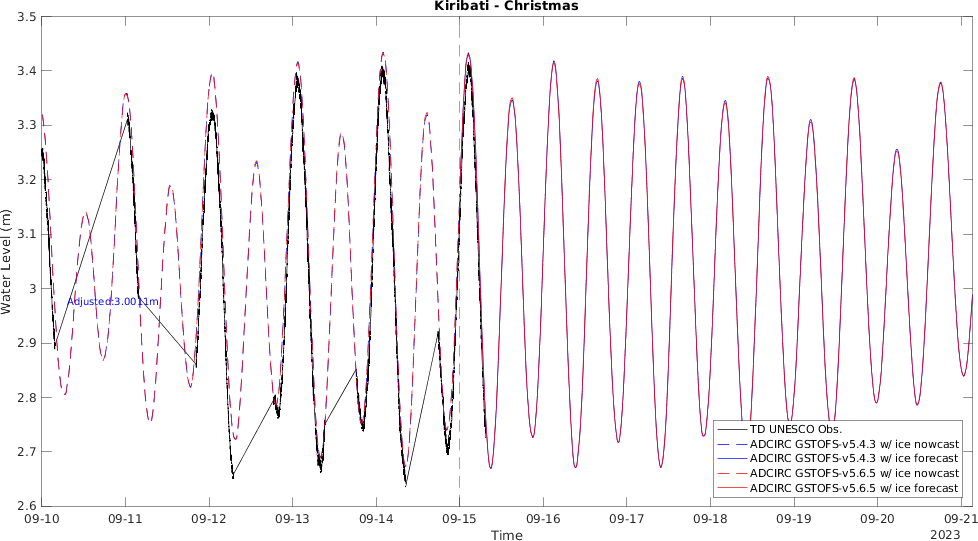 Kiribati - Christmas
3.5
3.4
3.3
3.2
3.1
3
2.9
2.8
2.7
2.6
Water Level (m)
Adjusted:3.0011m
TD UNESCO Obs.
ADCIRC GSTOFS-v5.4.3 w/ ice nowcast
ADCIRC GSTOFS-v5.4.3 w/ ice forecast
ADCIRC GSTOFS-v5.6.5 w/ ice nowcast
ADCIRC GSTOFS-v5.6.5 w/ ice forecast
09-10 09-11 09-12 09-13 09-14 09-15 09-16 09-17 09-18 09-19 09-20 09-21
Time
2023